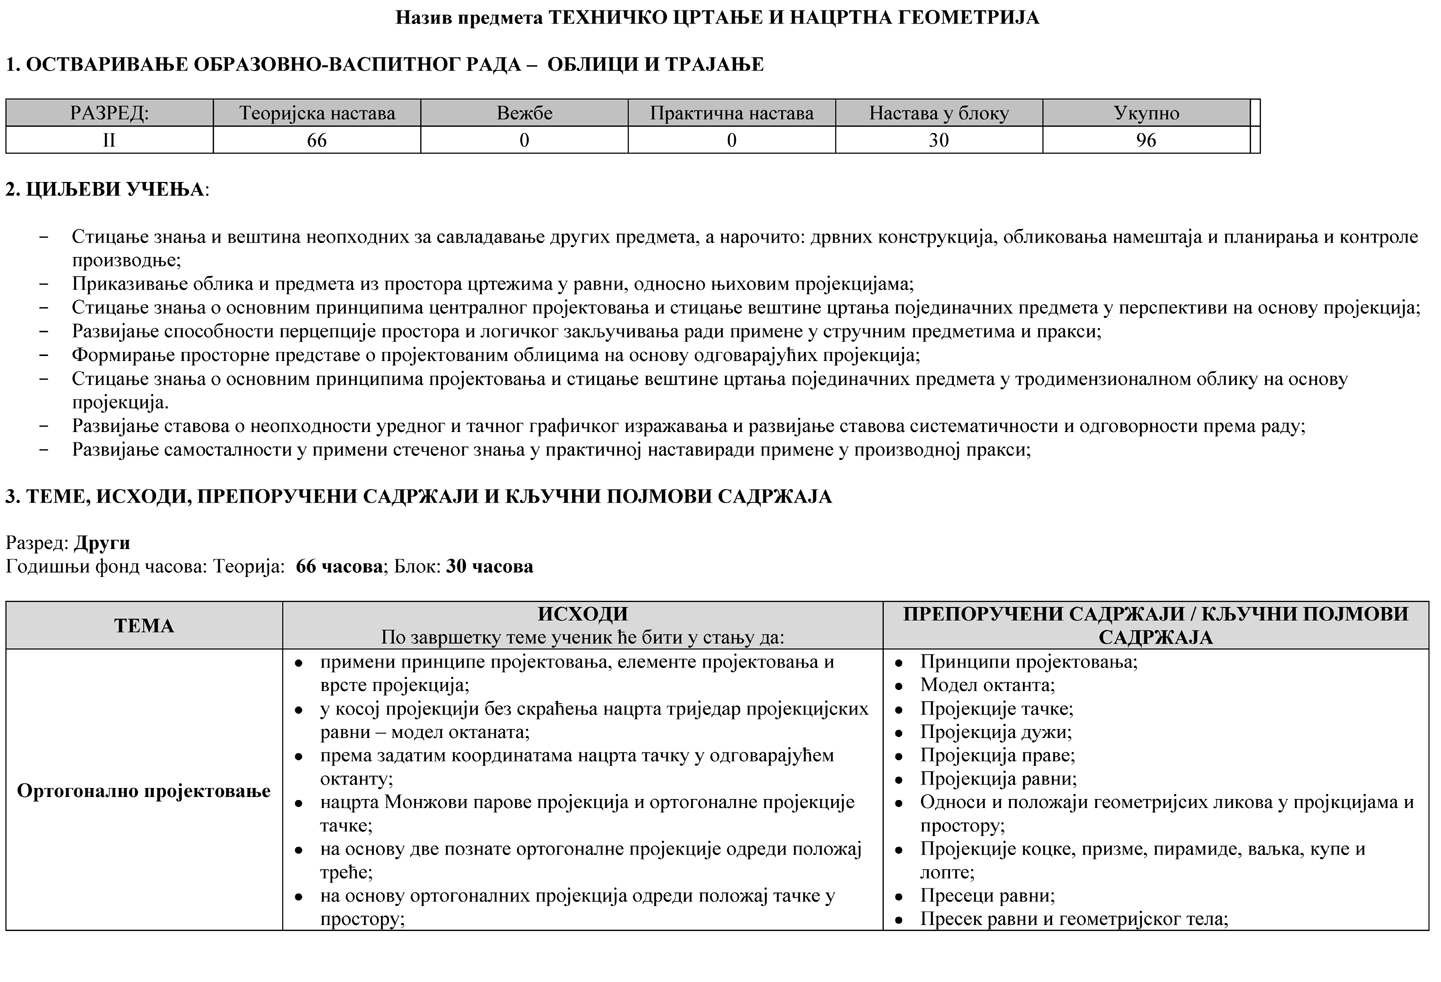 Назив предмета ТЕХНИЧКО ЦРТАЊЕ И НАЦРТНА ГЕОМЕТРИЈА
1. ОСТВАРИВАЊЕ ОБРАЗОВНО-ВАСПИТНОГ РАДА – ОБЛИЦИ И ТРАЈАЊЕ
РАЗРЕД: Теоријска настава Вежбе Практична настава Настава у блоку Укупно
II 66 0 0 30 96
2. ЦИЉЕВИ УЧЕЊА:
– Стицање знања и вештина неопходних за савладавање других предмета, а нарочито: дрвних конструкција, обликовања намештаја и планирања и контроле
производње;
– Приказивање облика и предмета из простора цртежима у равни, односно њиховим пројекцијама;
– Стицање знања о основним принципима централног пројектовања и стицање вештине цртања појединачних предмета у перспективи на основу пројекција;
– Развијање способности перцепције простора и логичког закључивања ради примене у стручним предметима и пракси;
– Формирање просторне представе о пројектованим облицима на основу одговарајућих пројекција;
– Стицање знања о основним принципима пројектовања и стицање вештине цртања појединачних предмета у тродимензионалном облику на основу
пројекција.
– Развијање ставова о неопходности уредног и тачног графичког изражавања и развијање ставова систематичности и одговорности према раду;
– Развијање самосталности у примени стеченог знања у практичној наставиради примене у производној пракси;
3. ТЕМЕ, ИСХОДИ, ПРЕПОРУЧЕНИ САДРЖАЈИ И КЉУЧНИ ПОЈМОВИ САДРЖАЈА
Разред: Други
Годишњи фонд часова: Теорија: 66 часова; Блок: 30 часова
ТЕМА
ИСХОДИ
По завршетку теме ученик ће бити у стању да:
ПРЕПОРУЧЕНИ САДРЖАЈИ / КЉУЧНИ ПОЈМОВИ
САДРЖАЈА
Ортогонално пројектовање
• примени принципе пројектовања, елементе пројектовања и
врсте пројекција;
• у косој пројекцији без скраћења нацрта триједар пројекцијских
равни – модел октаната;
• према задатим координатама нацрта тачку у одговарајућем
октанту;
• нацрта Монжови парове пројекција и ортогоналне пројекције
тачке;
• на основу две познате ортогоналне пројекције одреди положај
треће;
• на основу ортогоналних пројекција одреди положај тачке у
простору;
• Принципи пројектовања;
• Модел октанта;
• Пројекције тачке;
• Пројекција дужи;
• Пројекција праве;
• Пројекција равни;
• Односи и положаји геометријсих ликова у пројкцијама и
простору;
• Пројекције коцке, призме, пирамиде, ваљка, купе и
лопте;
• Пресеци равни;
• Пресек равни и геометријског тела;